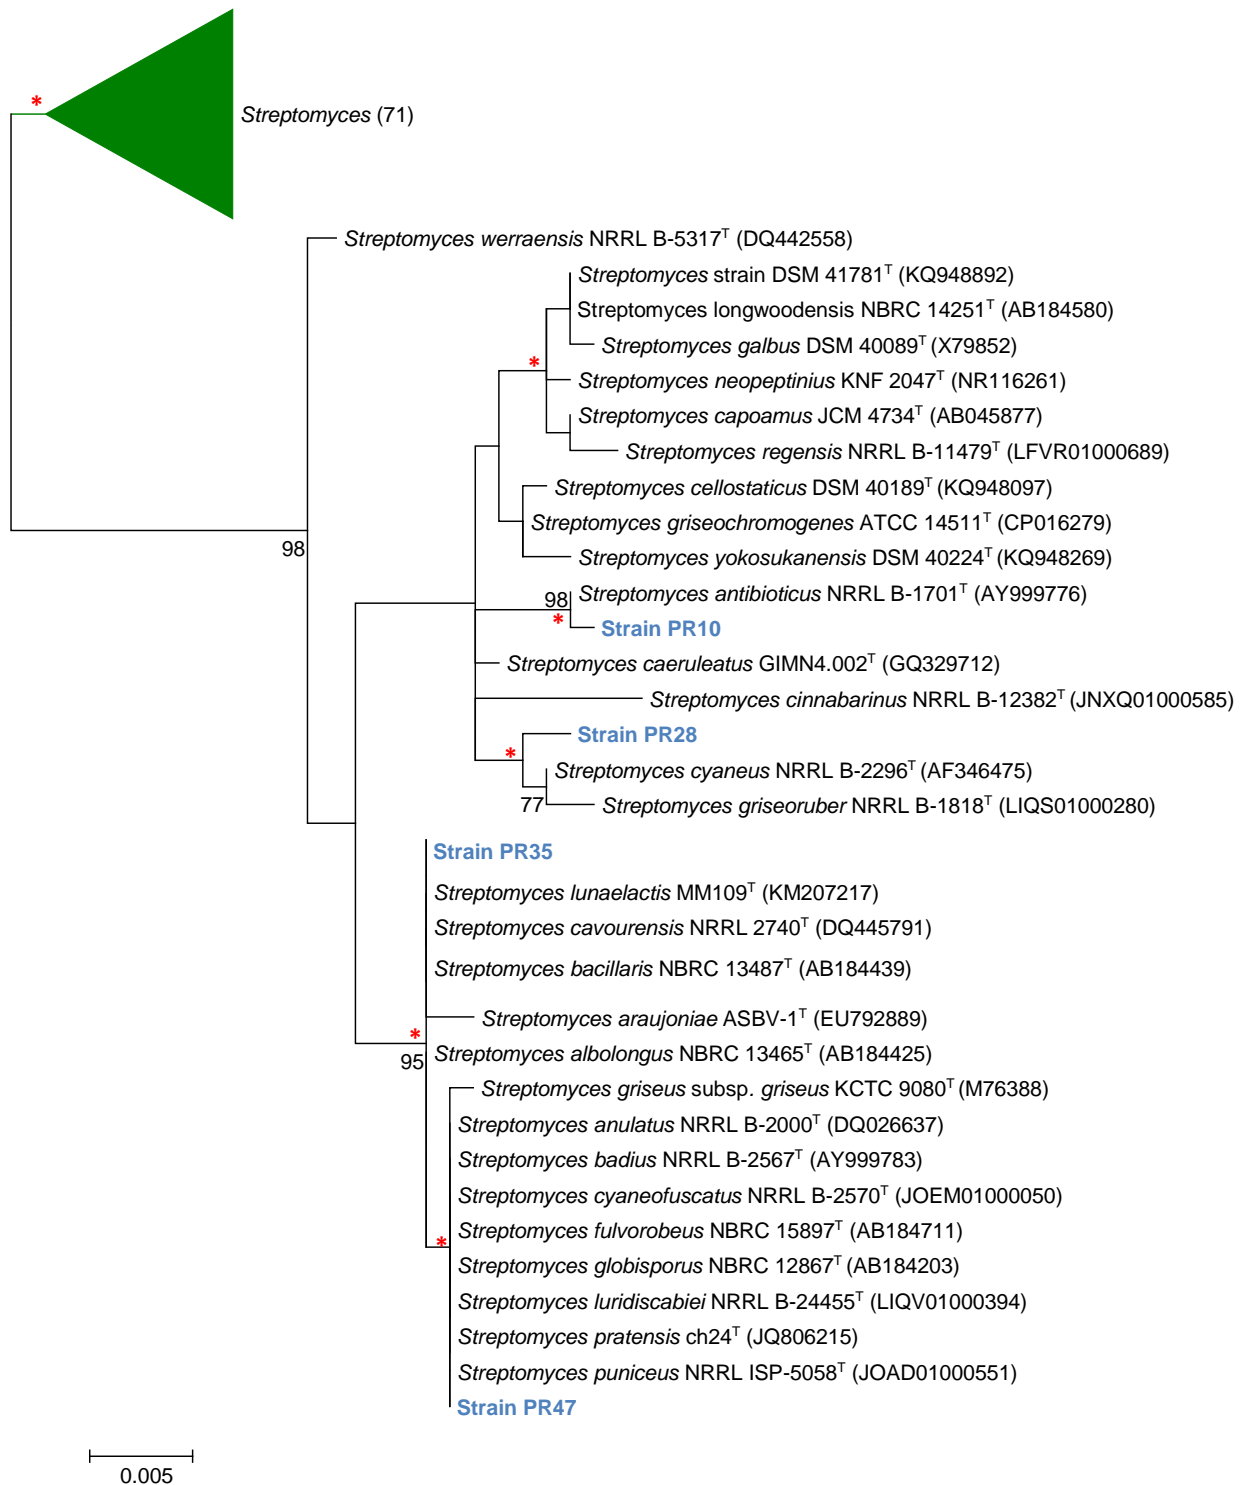 *
Streptomyces (71)
Streptomyces werraensis NRRL B-5317T (DQ442558)
Streptomyces strain DSM 41781T (KQ948892)
Streptomyces longwoodensis NBRC 14251T (AB184580)
Streptomyces galbus DSM 40089T (X79852)
*
Streptomyces neopeptinius KNF 2047T (NR116261)
Streptomyces capoamus JCM 4734T (AB045877)
Streptomyces regensis NRRL B-11479T (LFVR01000689)
Streptomyces cellostaticus DSM 40189T (KQ948097)
Streptomyces griseochromogenes ATCC 14511T (CP016279)
98
Streptomyces yokosukanensis DSM 40224T (KQ948269)
98
Streptomyces antibioticus NRRL B-1701T (AY999776)
*
Strain PR10
Streptomyces caeruleatus GIMN4.002T (GQ329712)
Streptomyces cinnabarinus NRRL B-12382T (JNXQ01000585)
Strain PR28
*
Streptomyces cyaneus NRRL B-2296T (AF346475)
77
Streptomyces griseoruber NRRL B-1818T (LIQS01000280)
Strain PR35
Streptomyces lunaelactis MM109T (KM207217)
Streptomyces cavourensis NRRL 2740T (DQ445791)
Streptomyces bacillaris NBRC 13487T (AB184439)
Streptomyces araujoniae ASBV-1T (EU792889)
*
95
Streptomyces albolongus NBRC 13465T (AB184425)
Streptomyces griseus subsp. griseus KCTC 9080T (M76388)
Streptomyces anulatus NRRL B-2000T (DQ026637)
Streptomyces badius NRRL B-2567T (AY999783)
Streptomyces cyaneofuscatus NRRL B-2570T (JOEM01000050)
Streptomyces fulvorobeus NBRC 15897T (AB184711)
*
Streptomyces globisporus NBRC 12867T (AB184203)
Streptomyces luridiscabiei NRRL B-24455T (LIQV01000394)
Streptomyces pratensis ch24T (JQ806215)
Streptomyces puniceus NRRL ISP-5058T (JOAD01000551)
Strain PR47
0.005